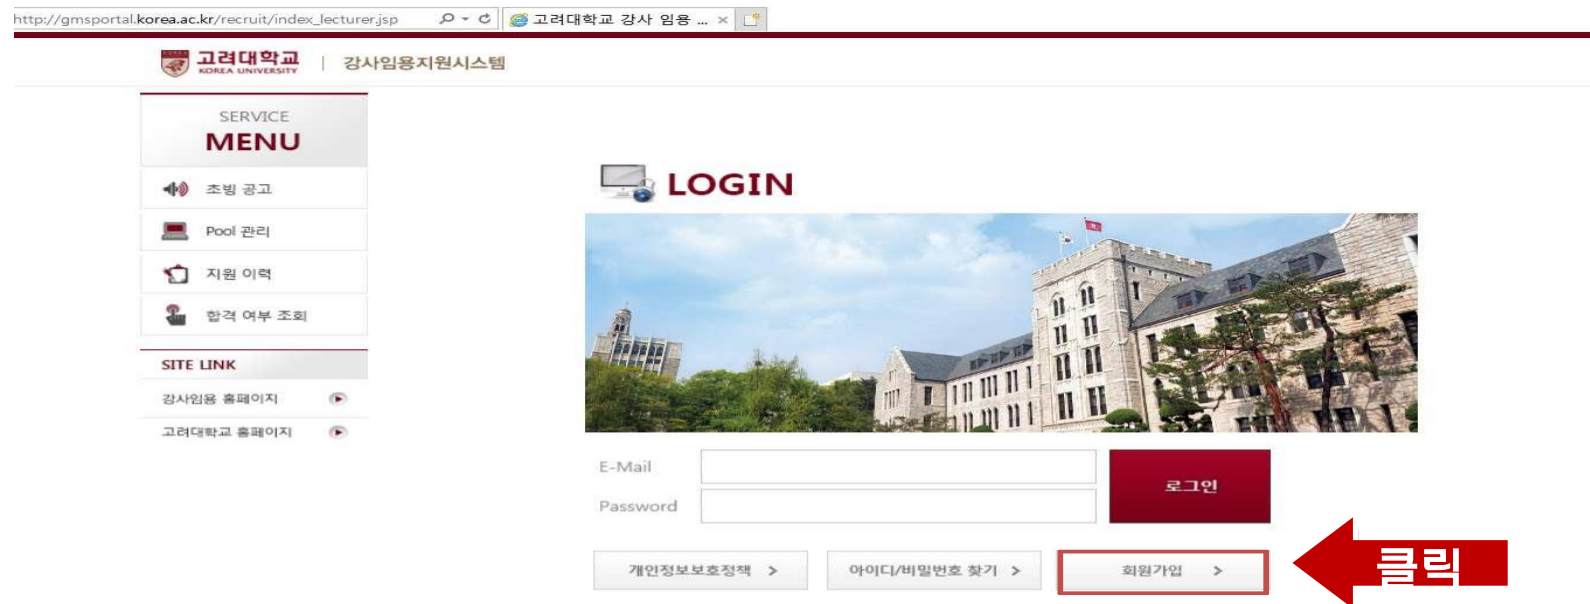 http://gmsportal.korea.ac.kr/recruit/index_lecturer.jsp
고려대학교 강사 임용 ...
고려대학교
KOREA UNIVERSITY
강사임용지원시스템
SERVICE
MENU
초빙 공고
Pool 관리
지원 이력
합격 여부 조회
SITE LINK
강사임용 홈페이지
고려대학교 홈페이지
LOGIN
E-Mail
Password
로그인
개인정보보호정책 >
아이디/비밀번호 찾기 >
회원가입 >
클릭